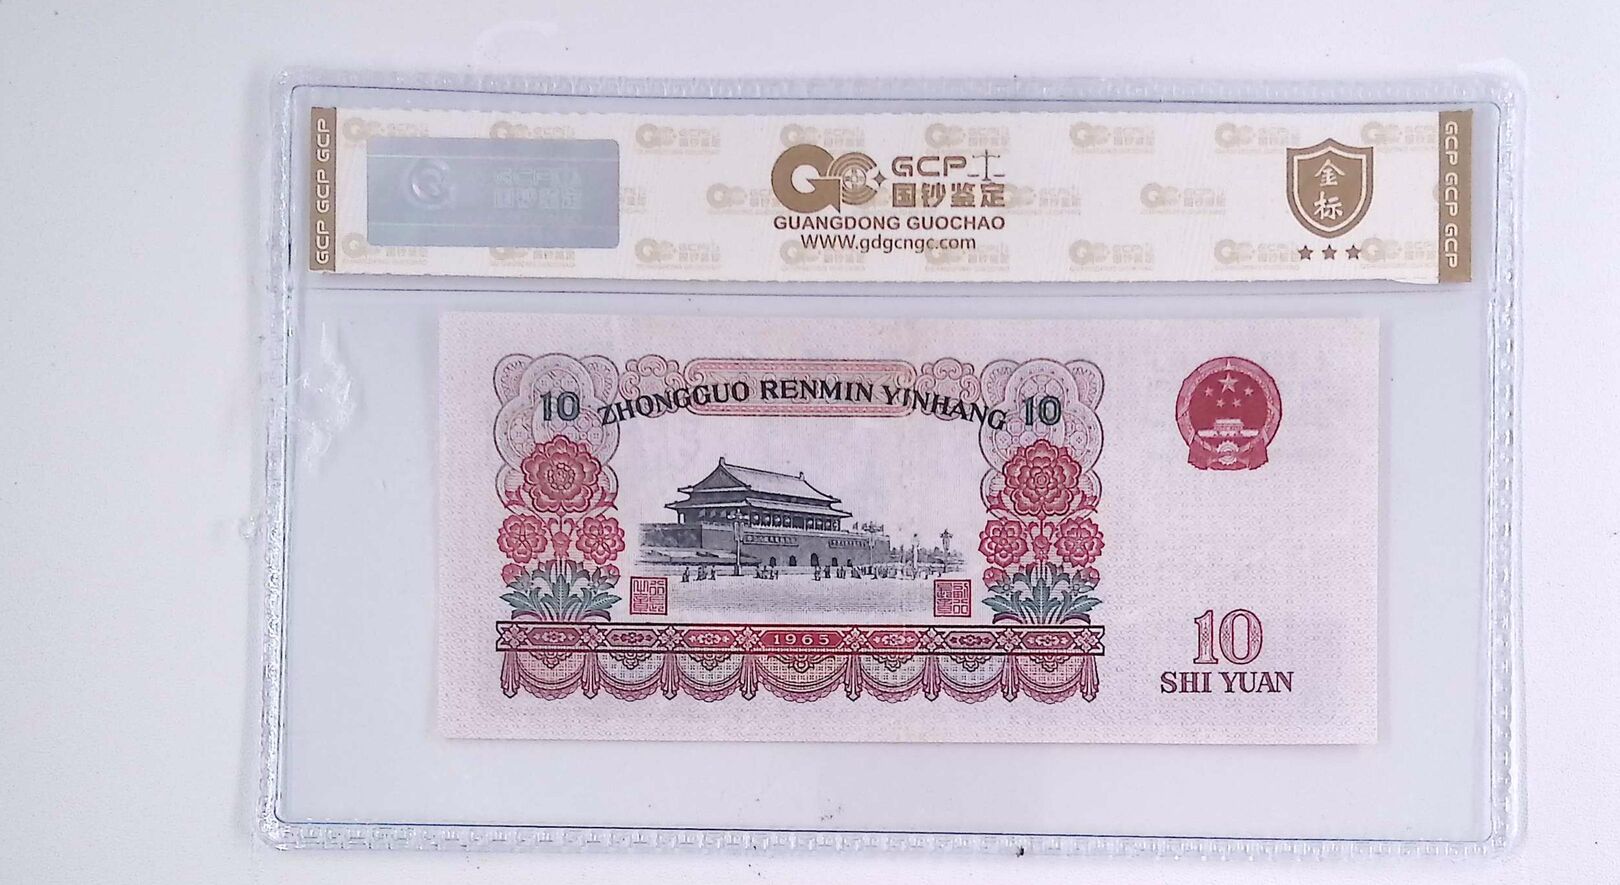 GCP GCP GCP
GCP
国钞鉴定
GUANGDONG GUOCHAO
WWW.gdgcngc.com
金标
GCP GCP GCP
10 ZHONGGUO RENMIN YINHANG 10
1965
10
SHI YUAN